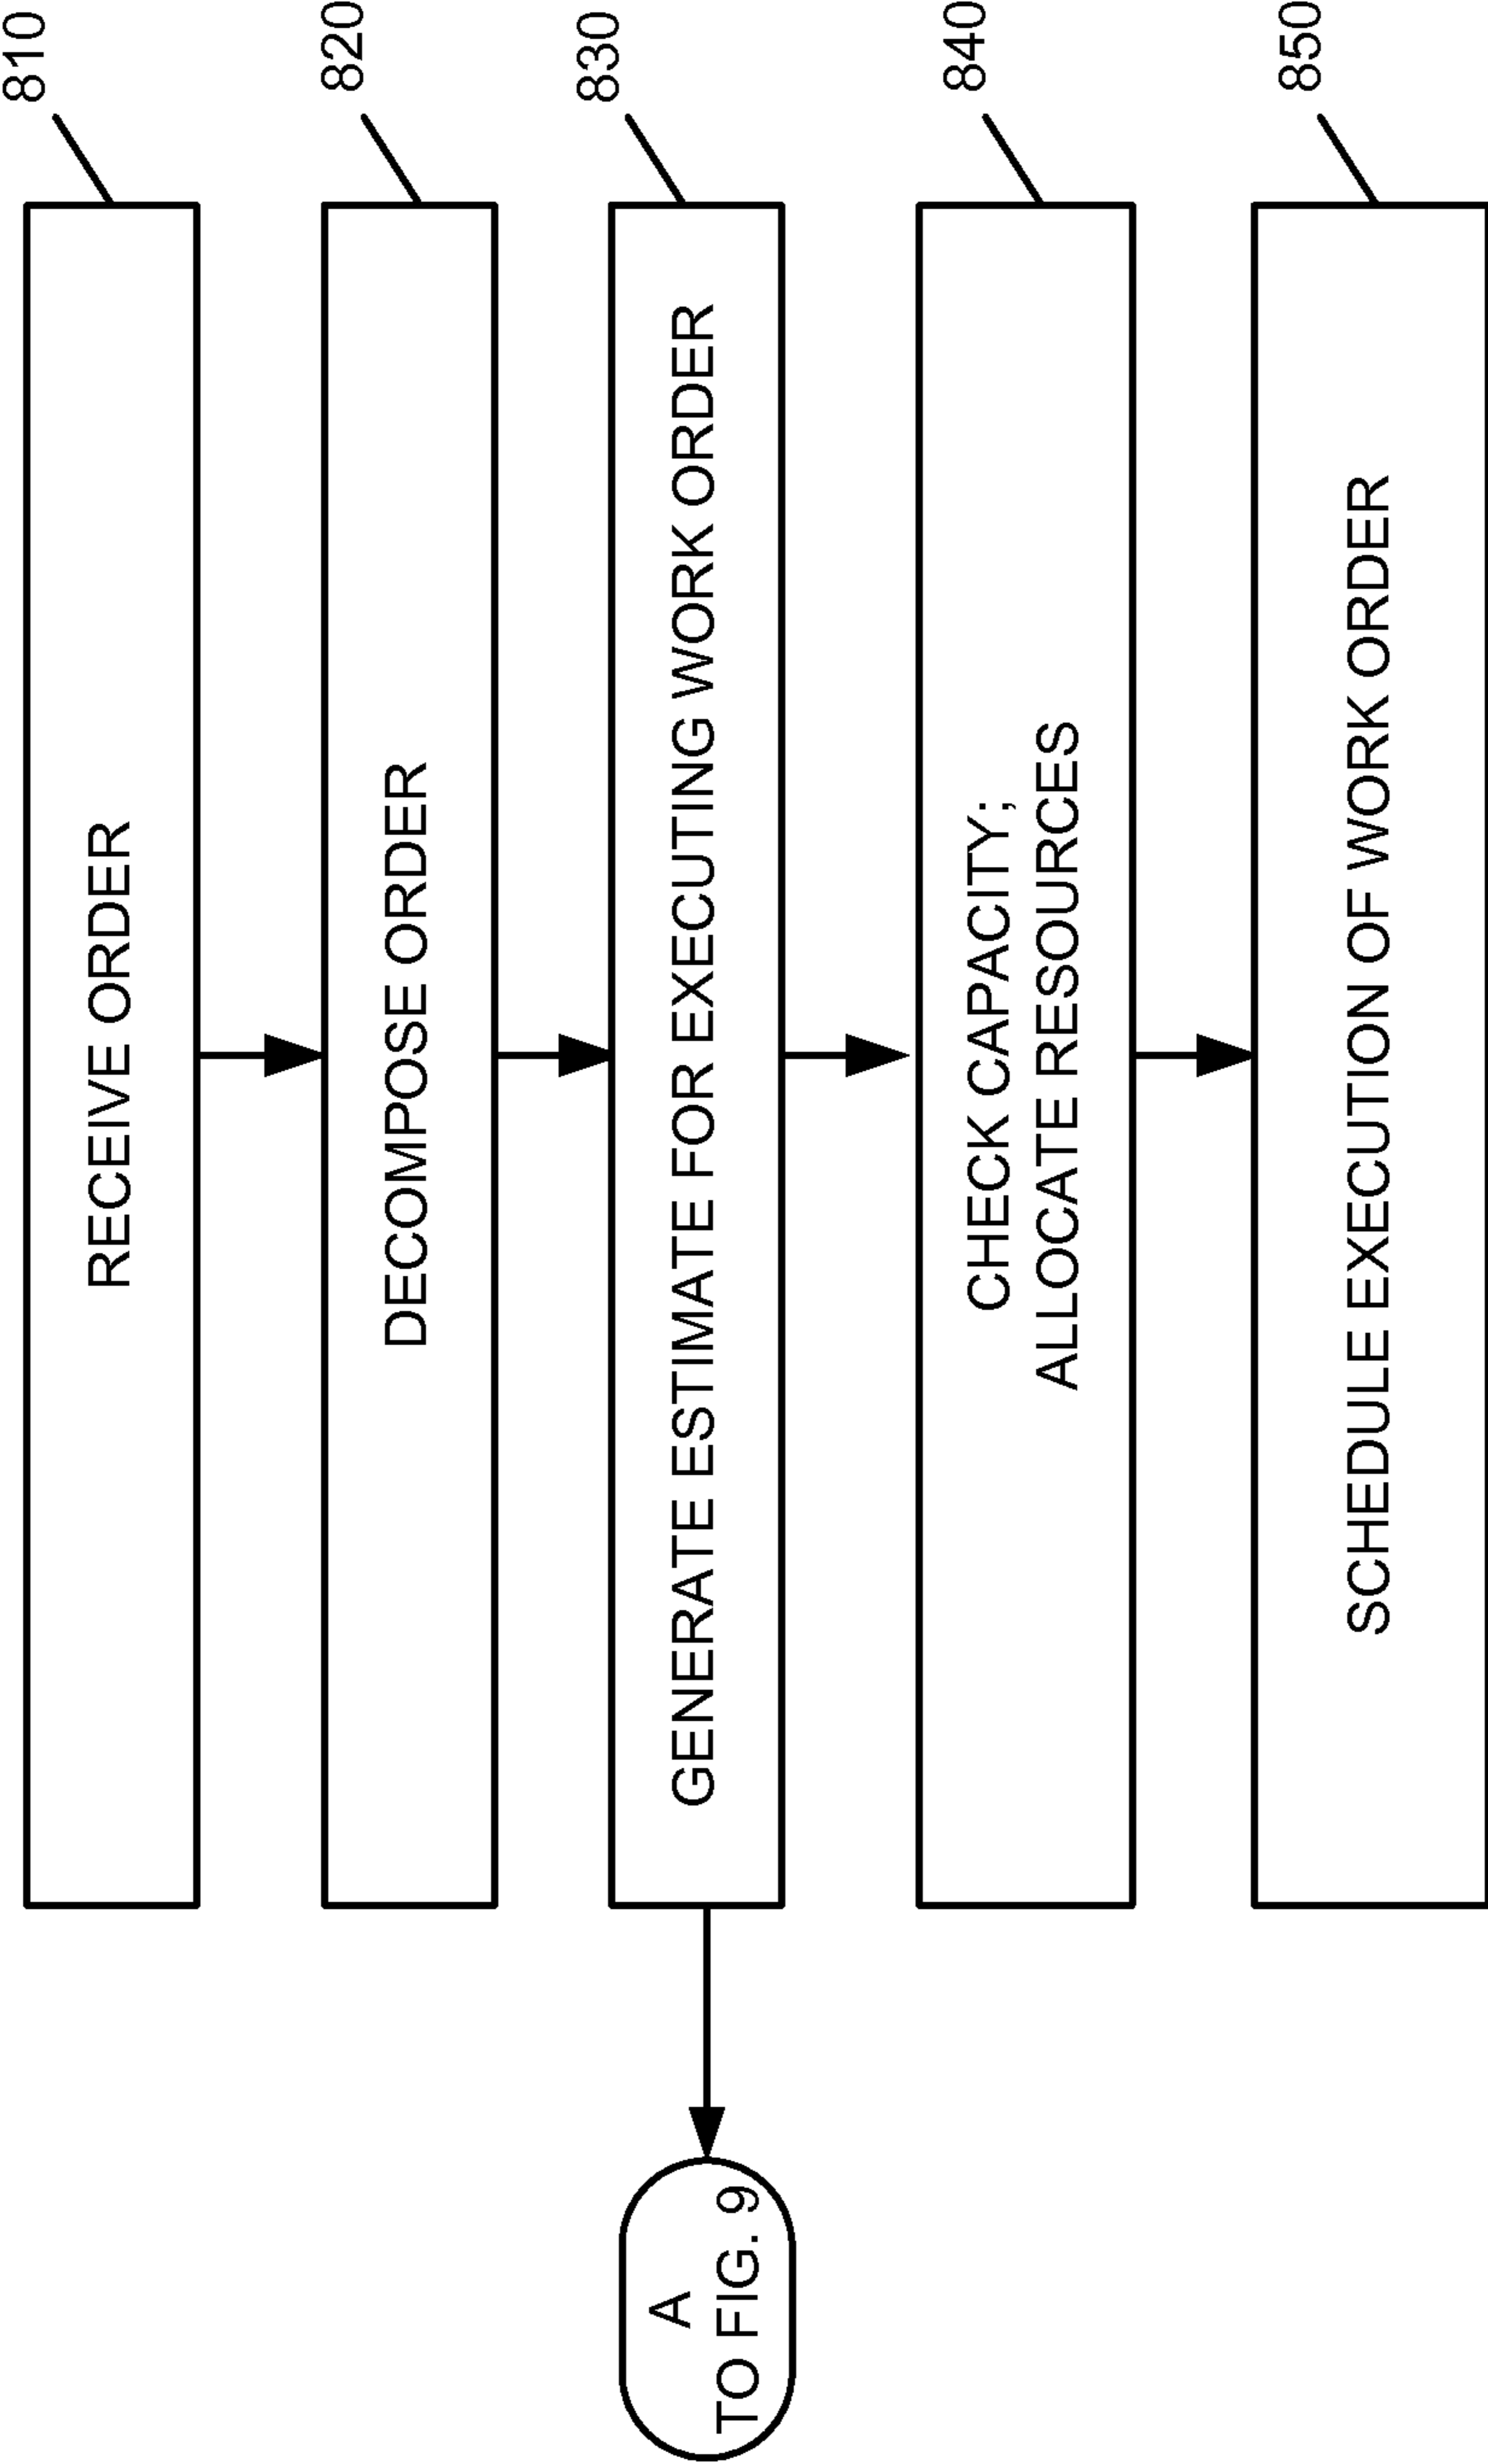 810
RECEIVE ORDER
820
DECOMPOSE ORDER
830
GENERATE ESTIMATE FOR EXECUTING WORK ORDER
A
TO FIG. 9
840
CHECK CAPACITY;
ALLOCATE RESOURCES
850
SCHEDULE EXECUTION OF WORK ORDER